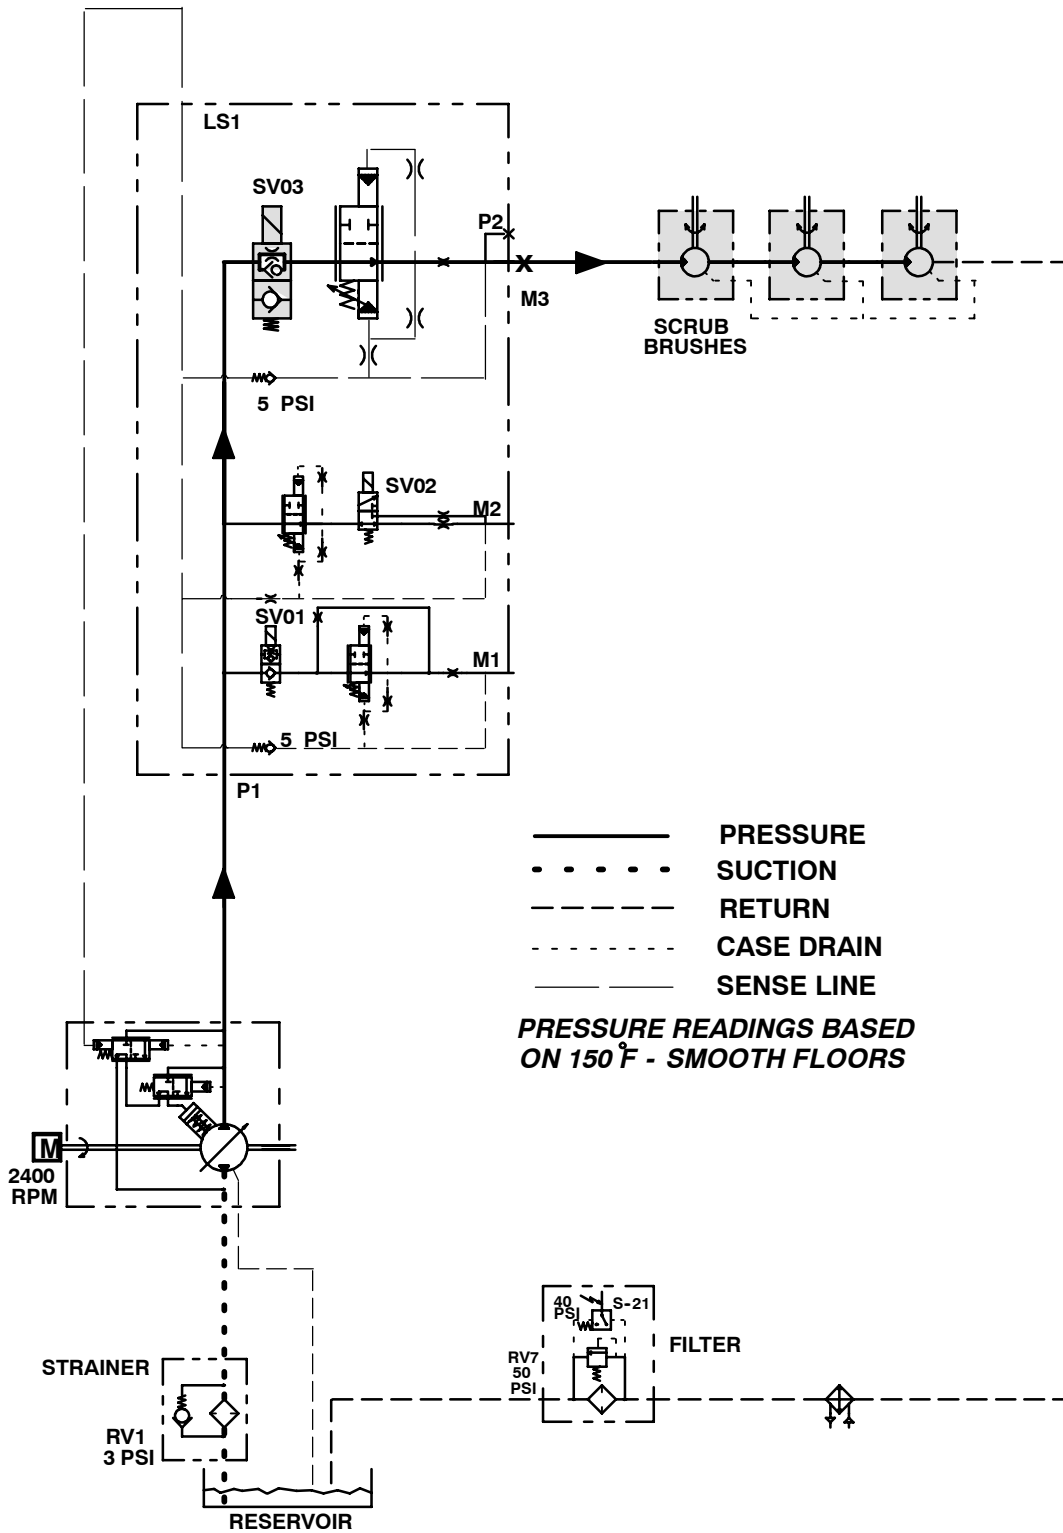 LS1
SV03
P2
X
M3
SCRUB
BRUSHES
5 PSI
SV02
M2
SV01
M1
5 PSI
P1
PRESSURE
SUCTION
RETURN
CASE DRAIN
SENSE LINE
PRESSURE READINGS BASED
ON 150°F - SMOOTH FLOORS
M
2400
RPM
40
PSI
S-21
FILTER
RV7
50
PSI
STRAINER
RV1
3 PSI
RESERVOIR